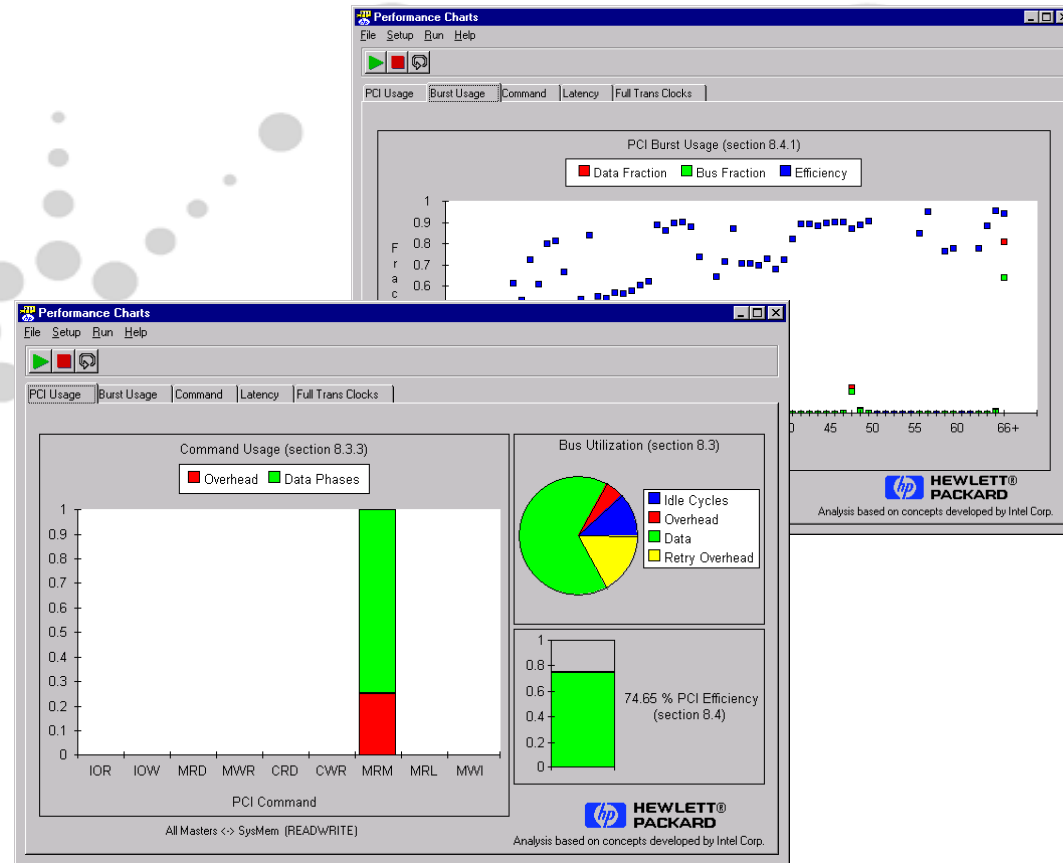 Performance Charts
File Setup Run Help
PCI Usage Burst Usage Command Latency Full Trans Clocks
PCI Burst Usage (section 8.4.1)
Data Fraction Bus Fraction Efficiency
1
0.9
0.8
0.7
0.6
F
r
a
c
45 50 55 60 66+
HEWLETT®
PACKARD
Analysis based on concepts developed by Intel Corp.
Performance Charts
File Setup Run Help
PCI Usage Burst Usage Command Latency Full Trans Clocks
Command Usage (section 8.3.3)
Overhead Data Phases
1
0.9
0.8
0.7
0.6
0.5
0.4
0.3
0.2
0.1
0
IOR IOW MRD MWR CRD CWR MRM MRL MWI
PCI Command
All Masters <-> SysMem (READWRITE)
Bus Utilization (section 8.3)
Idle Cycles
Overhead
Data
Retry Overhead
1
0.8
0.6
0.4
0.2
0
74.65 % PCI Efficiency
(section 8.4)
hp HEWLETT®
PACKARD
Analysis based on concepts developed by Intel Corp.